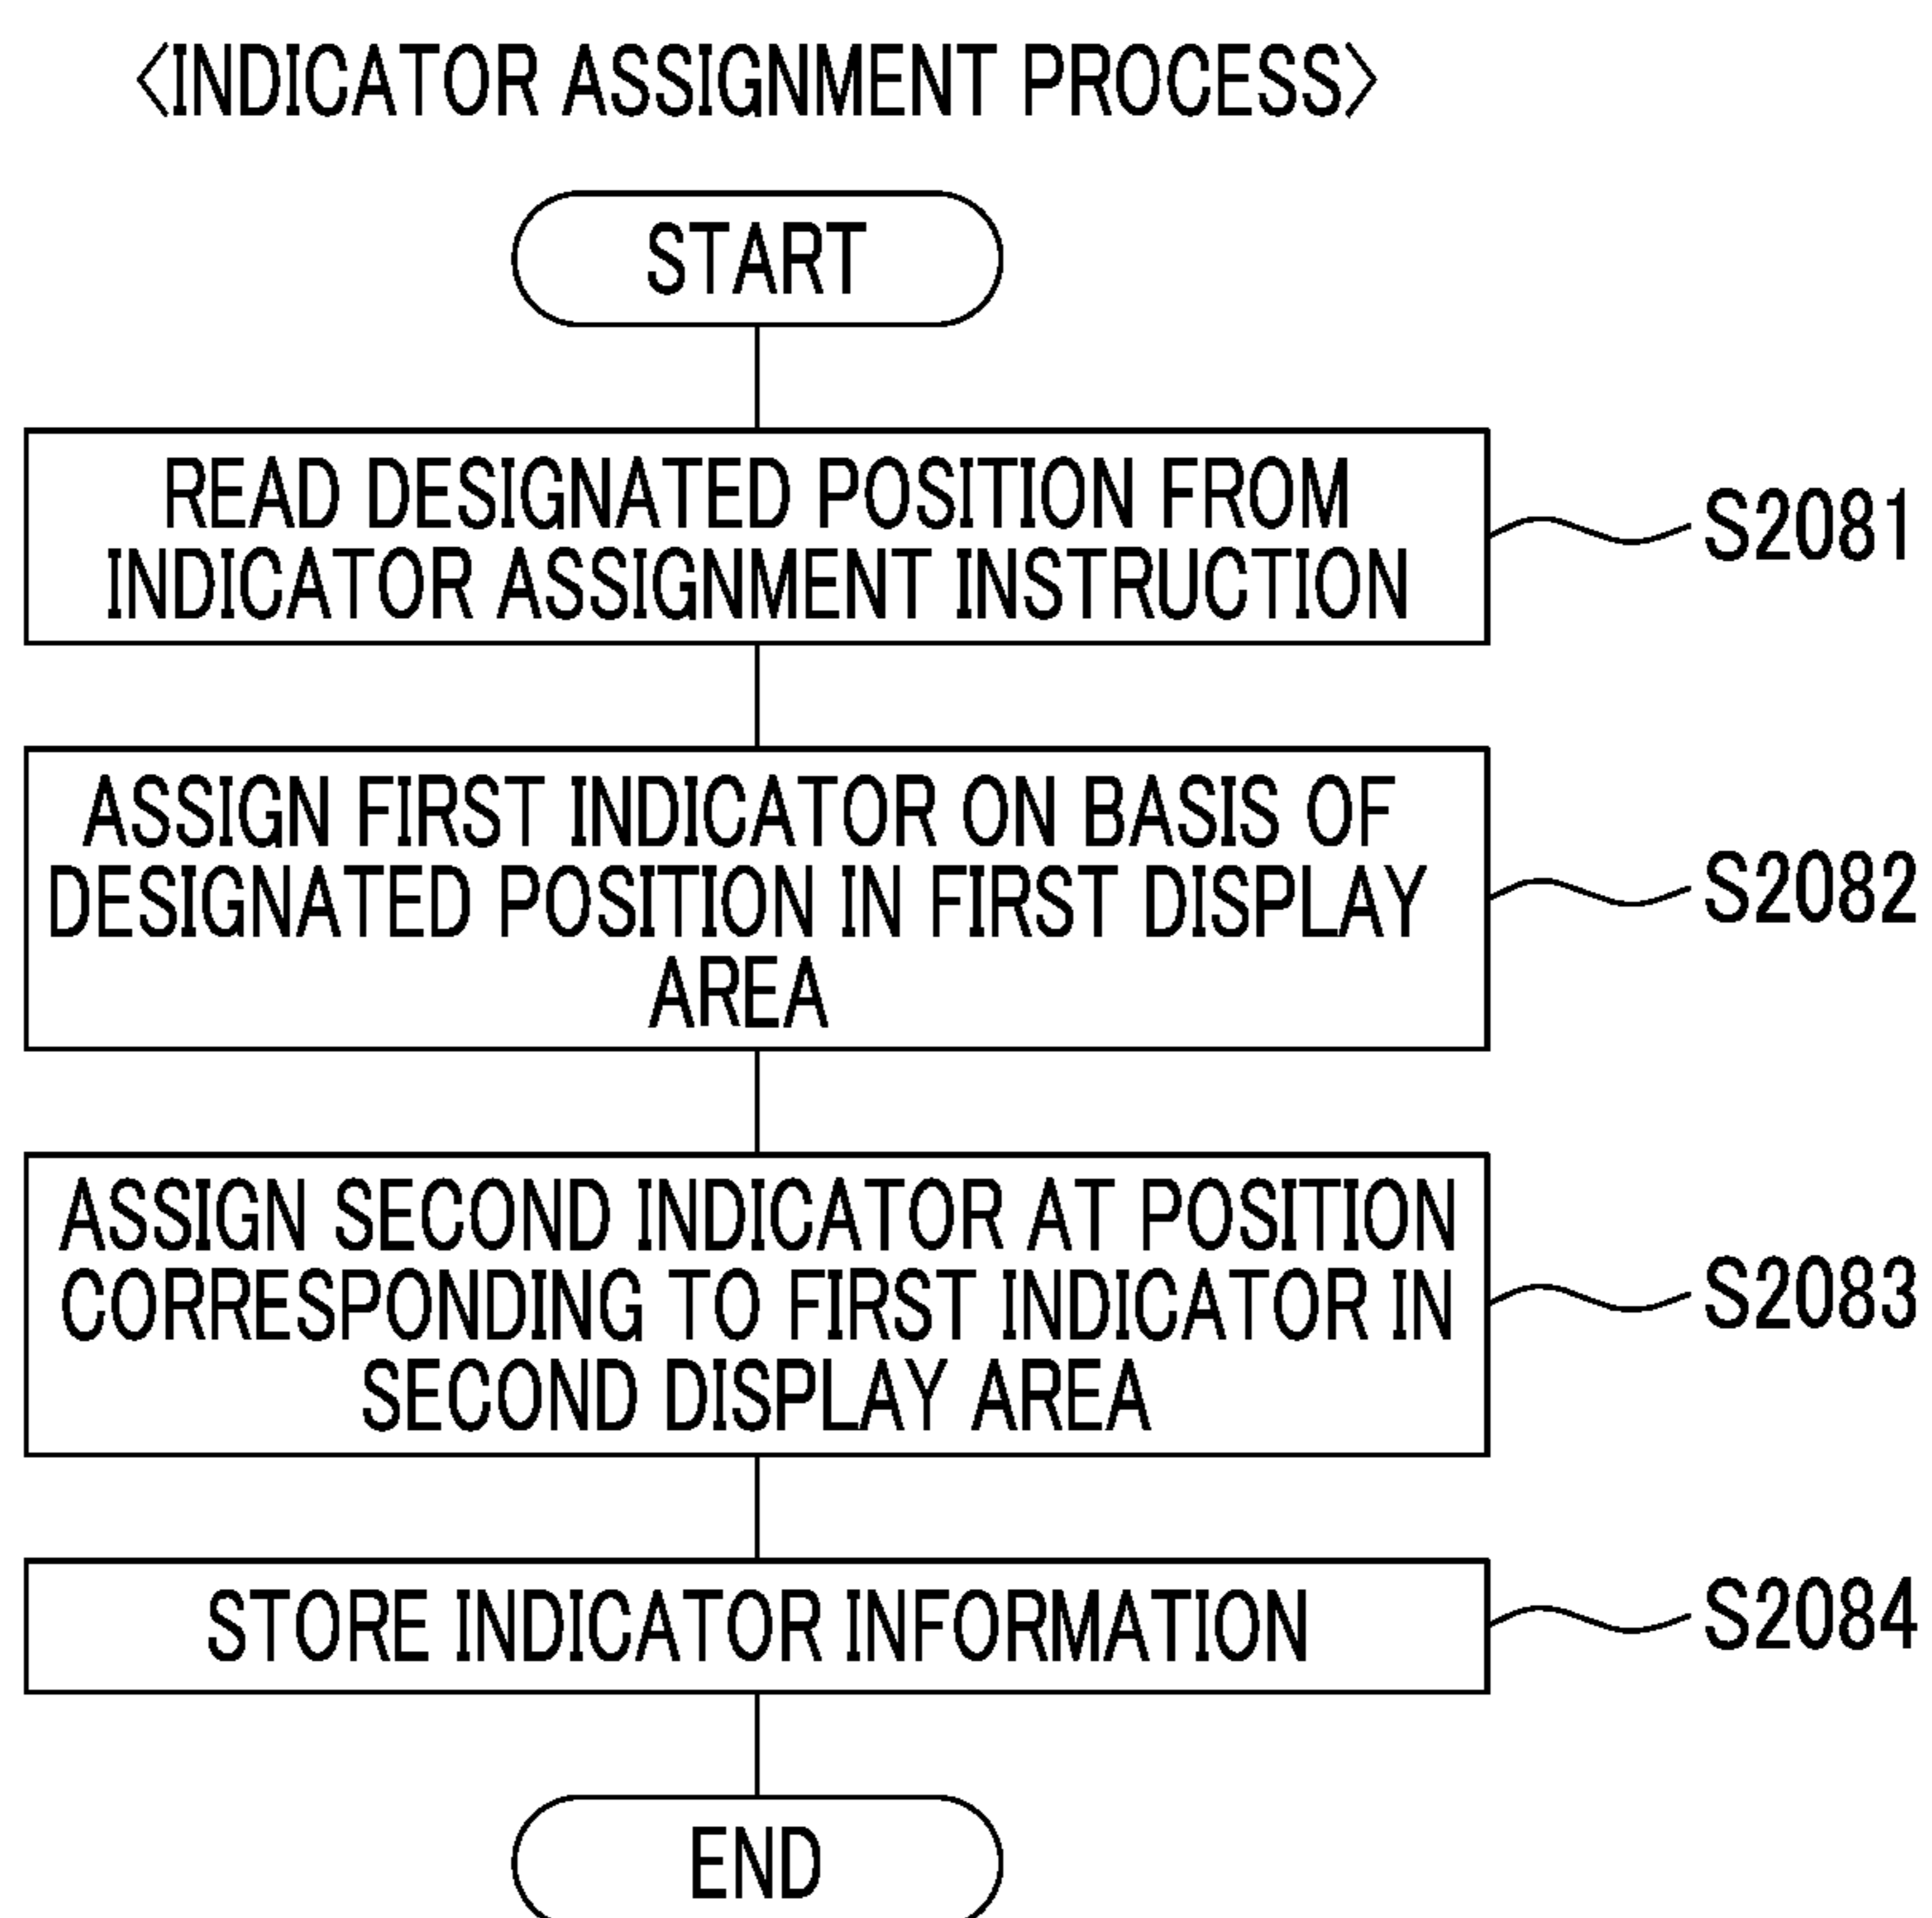 〈INDICATOR ASSIGNMENT PROCESS〉
START
READ DESIGNATED POSITION FROM
INDICATOR ASSIGNMENT INSTRUCTION
S2081
ASSIGN FIRST INDICATOR ON BASIS OF
DESIGNATED POSITION IN FIRST DISPLAY
AREA
S2082
ASSIGN SECOND INDICATOR AT POSITION
CORRESPONDING TO FIRST INDICATOR IN
SECOND DISPLAY AREA
S2083
STORE INDICATOR INFORMATION
S2084
END